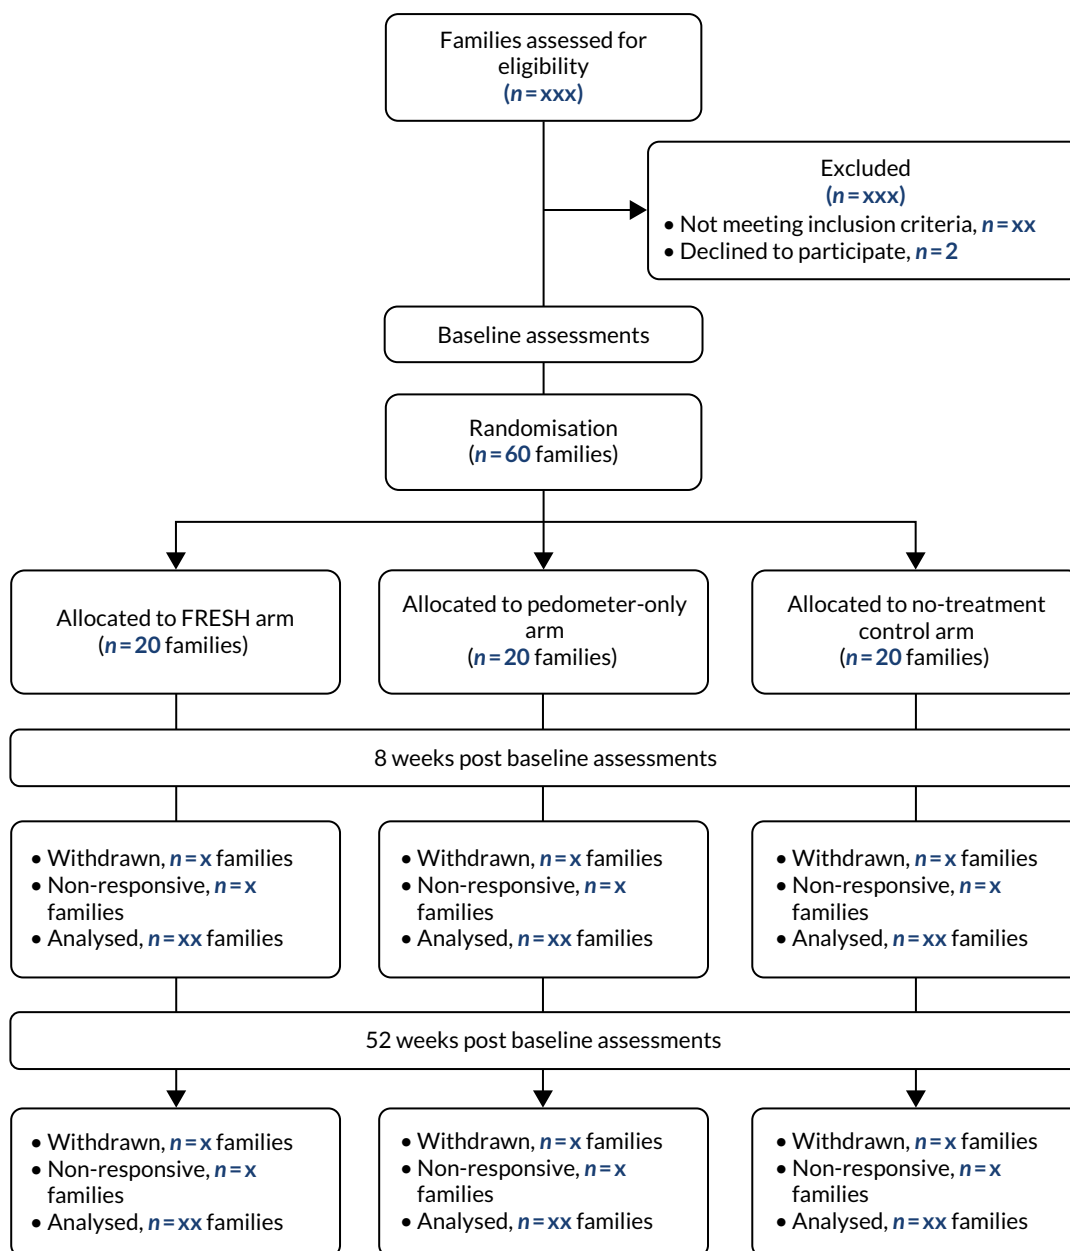 Families assessed for
eligibility
(n=xxx)
Excluded
(n=xxx)
• Not meeting inclusion criteria, n=xx
• Declined to participate, n=2
Baseline assessments
Randomisation
(n=60 families)
Allocated to FRESH arm
(n=20 families)
Allocated to pedometer-only
arm
(n=20 families)
Allocated to no-treatment
control arm
(n=20 families)
8 weeks post baseline assessments
• Withdrawn, n=x families
• Non-responsive, n=x
families
• Analysed, n=xx families
• Withdrawn, n=x families
• Non-responsive, n=x
families
• Analysed, n=xx families
• Withdrawn, n=x families
• Non-responsive, n=x
families
• Analysed, n=xx families
52 weeks post baseline assessments
• Withdrawn, n=x families
• Non-responsive, n=x
families
• Analysed, n=xx families
• Withdrawn, n=x families
• Non-responsive, n=x
families
• Analysed, n=xx families
• Withdrawn, n=x families
• Non-responsive, n=x
families
• Analysed, n=xx families